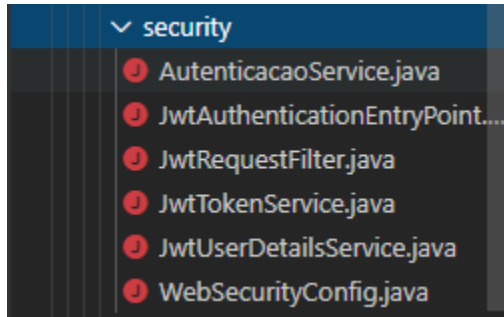 security
AutenticacaoService.java
JwtAuthenticationEntryPoint....
JwtRequestFilter.java
JwtTokenService.java
JwtUserDetailsService.java
WebSecurityConfig.java